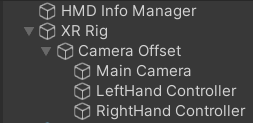 HMD Info Manager
XR Rig
Camera Offset
Main Camera
LeftHand Controller
RightHand Controller